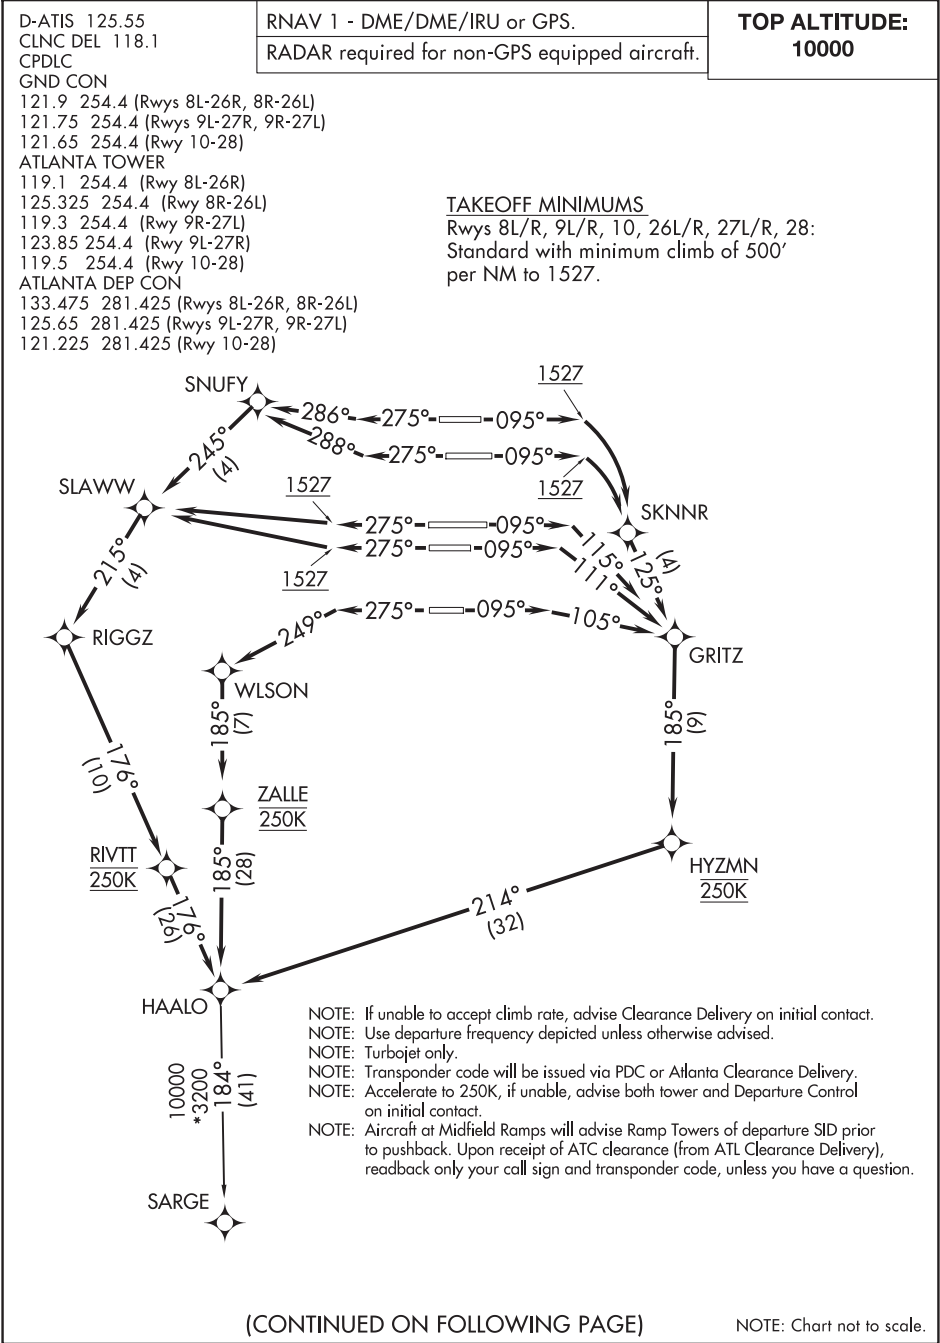 D-ATIS 125.55
CLNC DEL 118.1
CPDLC
GND CON
121.9 254.4 (Rwys 8L-26R, 8R-26L)
121.75 254.4 (Rwys 9L-27R, 9R-27L)
121.65 254.4 (Rwy 10-28)
ATLANTA TOWER
119.1 254.4 (Rwy 8L-26R)
125.325 254.4 (Rwy 8R-26L)
119.3 254.4 (Rwy 9R-27L)
123.85 254.4 (Rwy 9L-27R)
119.5 254.4 (Rwy 10-28)
ATLANTA DEP CON
133.475 281.425 (Rwys 8L-26R, 8R-26L)
125.65 281.425 (Rwys 9L-27R, 9R-27L)
121.225 281.425 (Rwy 10-28)
RNAV 1 - DME/DME/IRU or GPS.
RADAR required for non-GPS equipped aircraft.
TOP ALTITUDE:
10000
TAKEOFF MINIMUMS
Rwys 8L/R, 9L/R, 10, 26L/R, 27L/R, 28:
Standard with minimum climb of 500'
per NM to 1527.
SNUFY
1527
286° 275° 095°
288° 275° 095°
245°
(4)
SLAWW
1527
1527
SKNNR
275° 095°
275° 095°
1527
115°
111°
125°
(4)
215°
(4)
RIGGZ
249° 275° 095° 105°
GRITZ
WLSON
185°
(7)
185°
(9)
176°
(10)
ZALLE
250K
RIVTT
250K
185°
(28)
HYZMN
250K
176°
(26)
214°
(32)
HAALO
10000
*3200
184°
(41)
SARGE
NOTE: If unable to accept climb rate, advise Clearance Delivery on initial contact.
NOTE: Use departure frequency depicted unless otherwise advised.
NOTE: Turbojet only.
NOTE: Transponder code will be issued via PDC or Atlanta Clearance Delivery.
NOTE: Accelerate to 250K, if unable, advise both tower and Departure Control
on initial contact.
NOTE: Aircraft at Midfield Ramps will advise Ramp Towers of departure SID prior
to pushback. Upon receipt of ATC clearance (from ATL Clearance Delivery),
readback only your call sign and transponder code, unless you have a question.
(CONTINUED ON FOLLOWING PAGE)
NOTE: Chart not to scale.